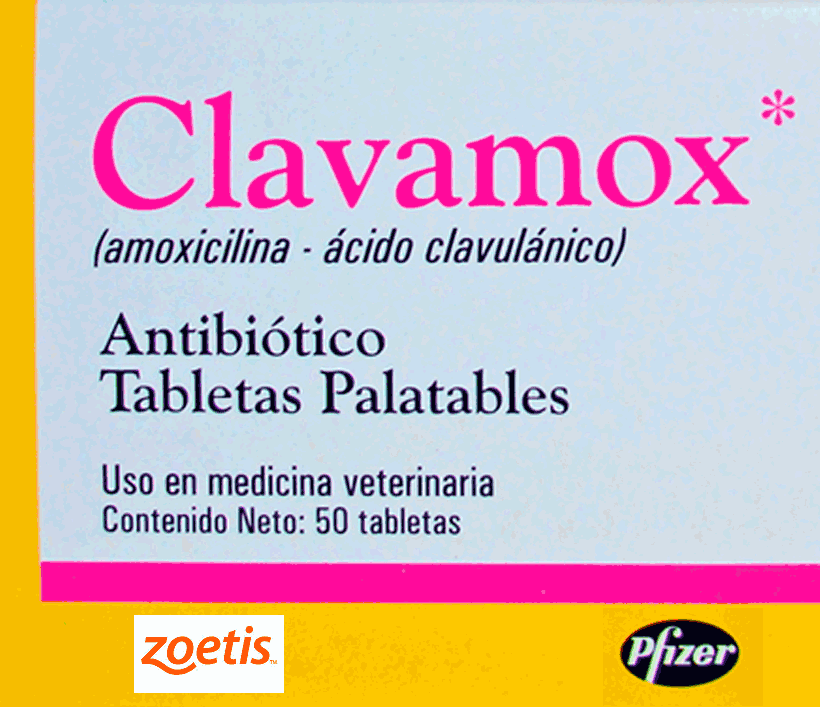 Clavamox*
(amoxicilina - ácido clavulánico)
Antibiótico
Tabletas Palatables
Uso en medicina veterinaria
Contenido Neto: 50 tabletas
zoetis™
Pfizer